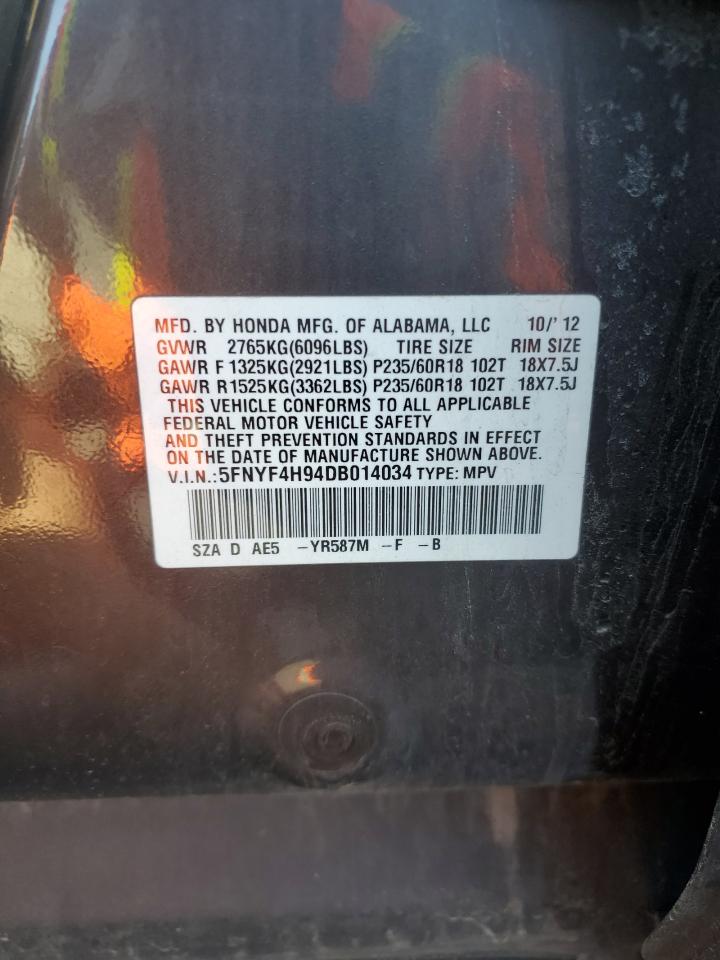 MFD. BY HONDA MFG. OF ALABAMA, LLC 10/'12
GVWR 2765KG(6096LBS) TIRE SIZE RIM SIZE
GAWR F 1325KG(2921LBS) P235/60R18 102T 18X7.5J
GAWR R1525KG(3362LBS) P235/60R18 102T 18X7.5J
THIS VEHICLE CONFORMS TO ALL APPLICABLE
FEDERAL MOTOR VEHICLE SAFETY
AND THEFT PREVENTION STANDARDS IN EFFECT
ON THE DATE OF MANUFACTURE SHOWN ABOVE.
V.I.N.:5FNYF4H94DB014034 TYPE: MPV
SZA D AE5 -YR587M -F -B